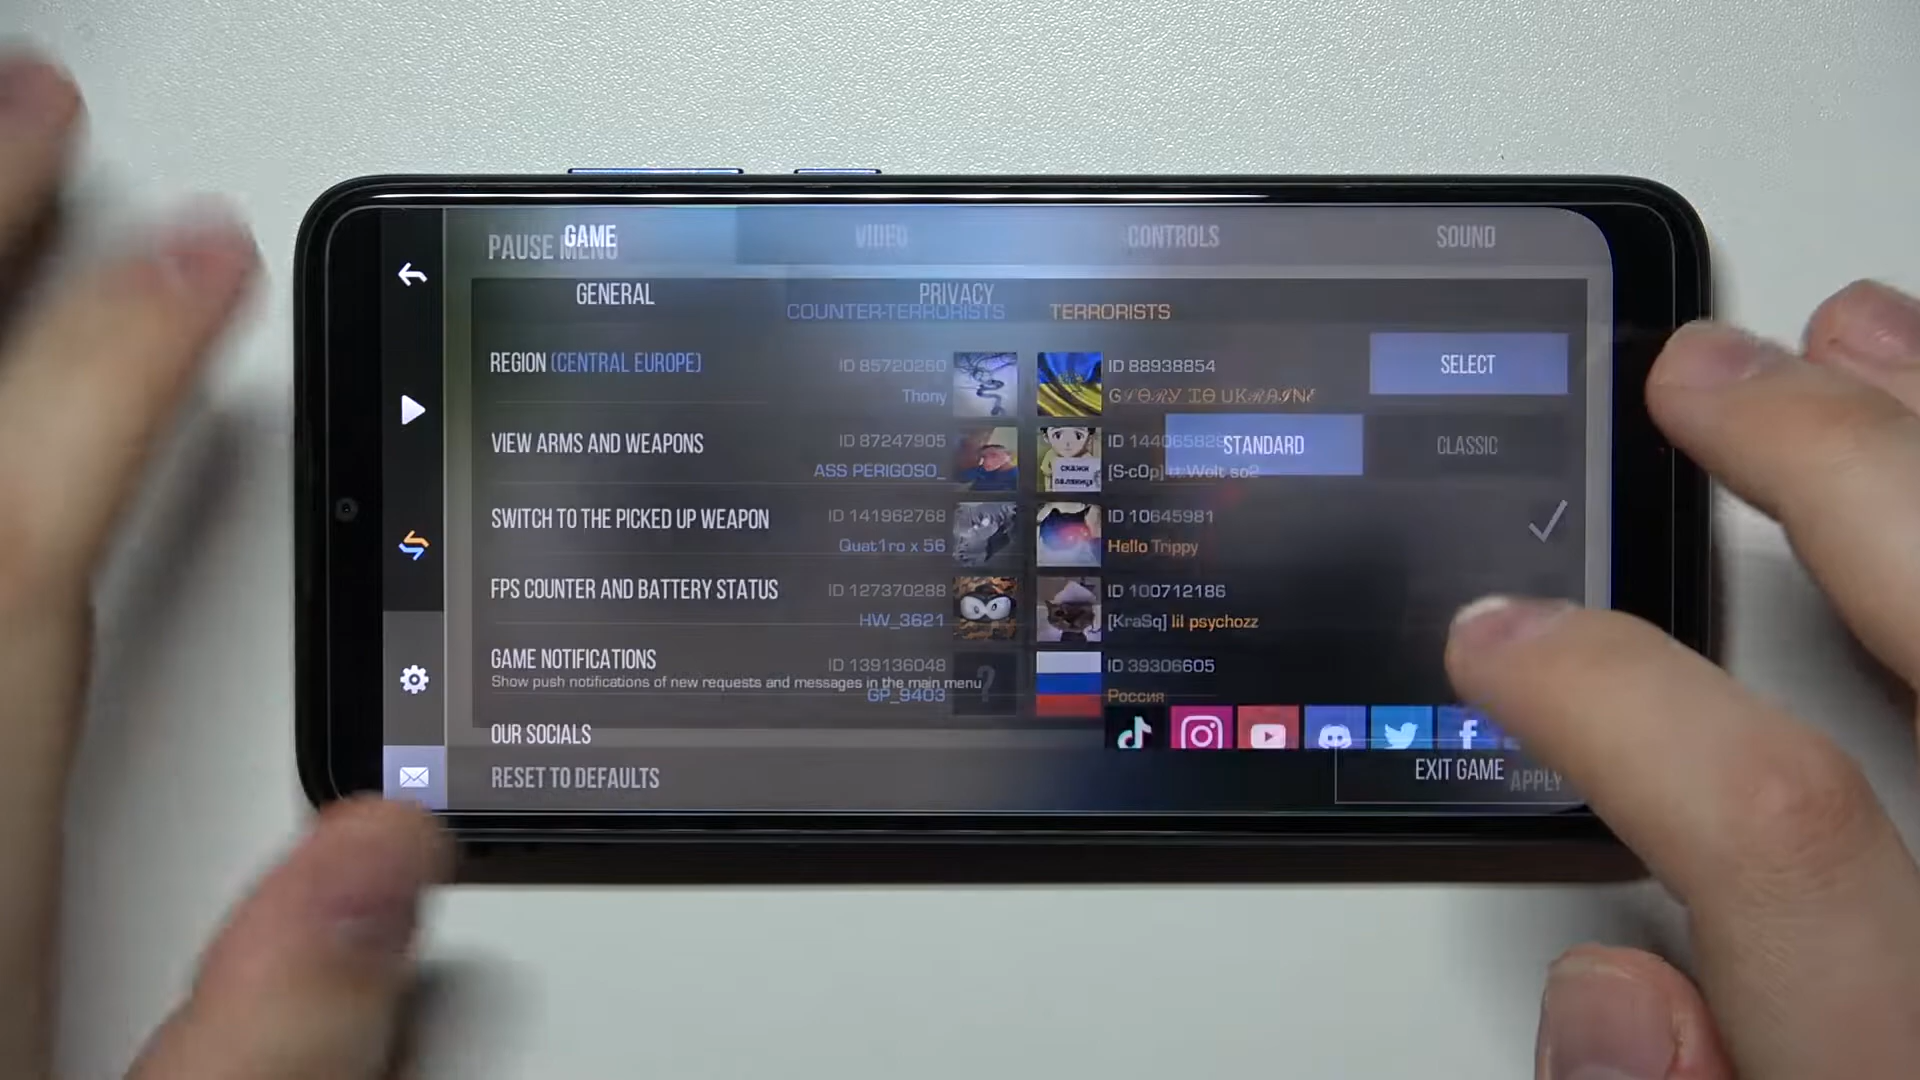 PAUSE MENU
GAME
VIDEO
CONTROLS
SOUND
GENERAL
PRIVACY
COUNTER-TERRORISTS
TERRORISTS
REGION (CENTRAL EUROPE)
ID 85720260
Thony
ID 88938854
SELECT
VIEW ARMS AND WEAPONS
ID 87247905
ASS PERIGOSO_
[S-cOp]
STANDARD
CLASSIC
СКАЖИ
ПАЛЯНИЦЯ
SWITCH TO THE PICKED UP WEAPON
ID 141962768
Quat1ro x 56
ID 10645981
Hello Trippy
FPS COUNTER AND BATTERY STATUS
ID 127370288
HW_3621
ID 100712186
[KraSq] lil psychozz
GAME NOTIFICATIONS
Show push notifications of new requests and messages in the main menu
ID 139136048
GP_9403
?
ID 39306605
Россия
OUR SOCIALS
RESET TO DEFAULTS
EXIT GAME
APPLY